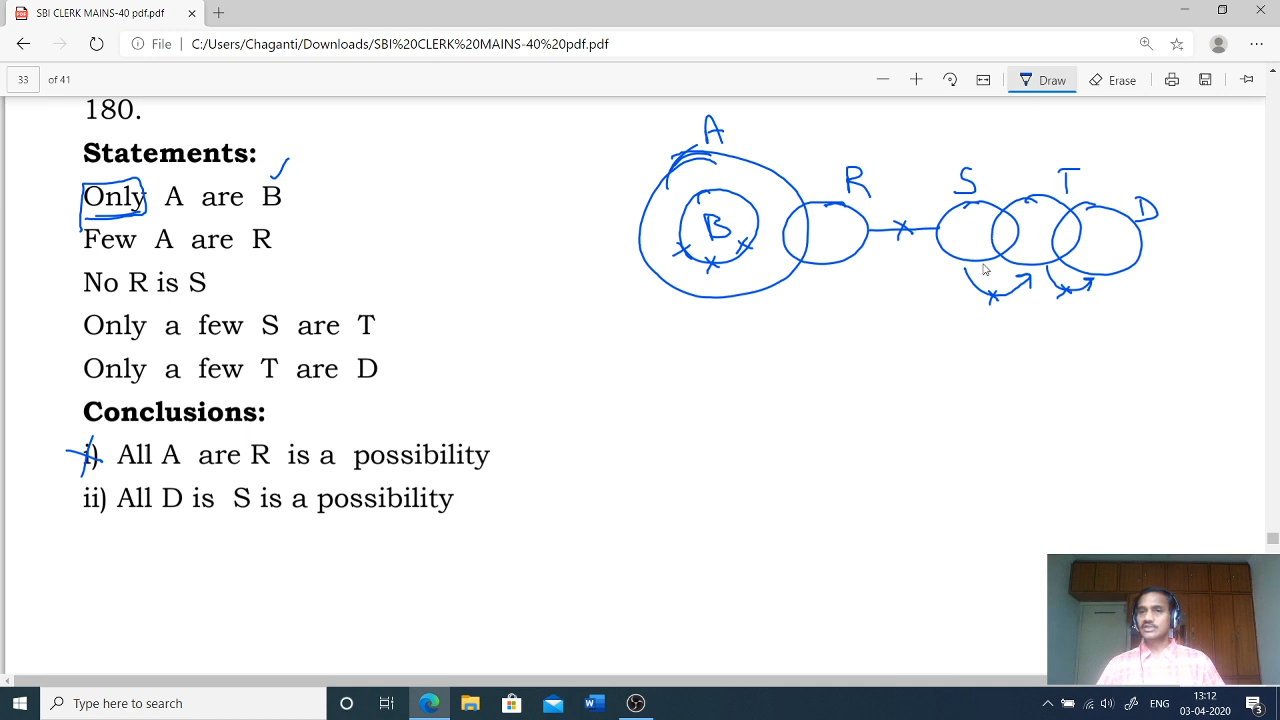 SBI CLERK MAINS-40 pdf.pdf
File C:/Users/Chaganti/Downloads/SBI%20CLERK%20MAINS-40%20pdf.pdf
33 of 41 Draw Erase
180.
Statements:
Only A are B
Few A are R
No R is S
Only a few S are T
Only a few T are D
Conclusions:
i) All A are R is a possibility
ii) All D is S is a possibility
A
B
R
S
T
D
Type here to search
ENG
13:12
03-04-2020
3